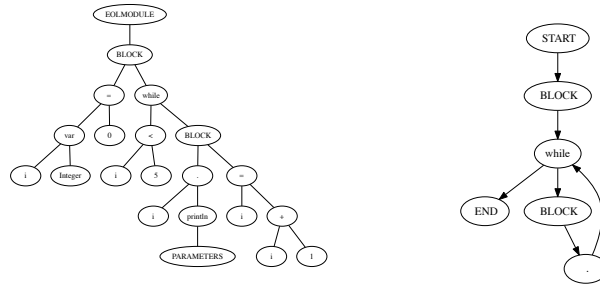 EOLMODULE
BLOCK
= while
var 0 < BLOCK
i Integer i 5 . =
i println i +
PARAMETERS i 1
START
BLOCK
while
END BLOCK
.